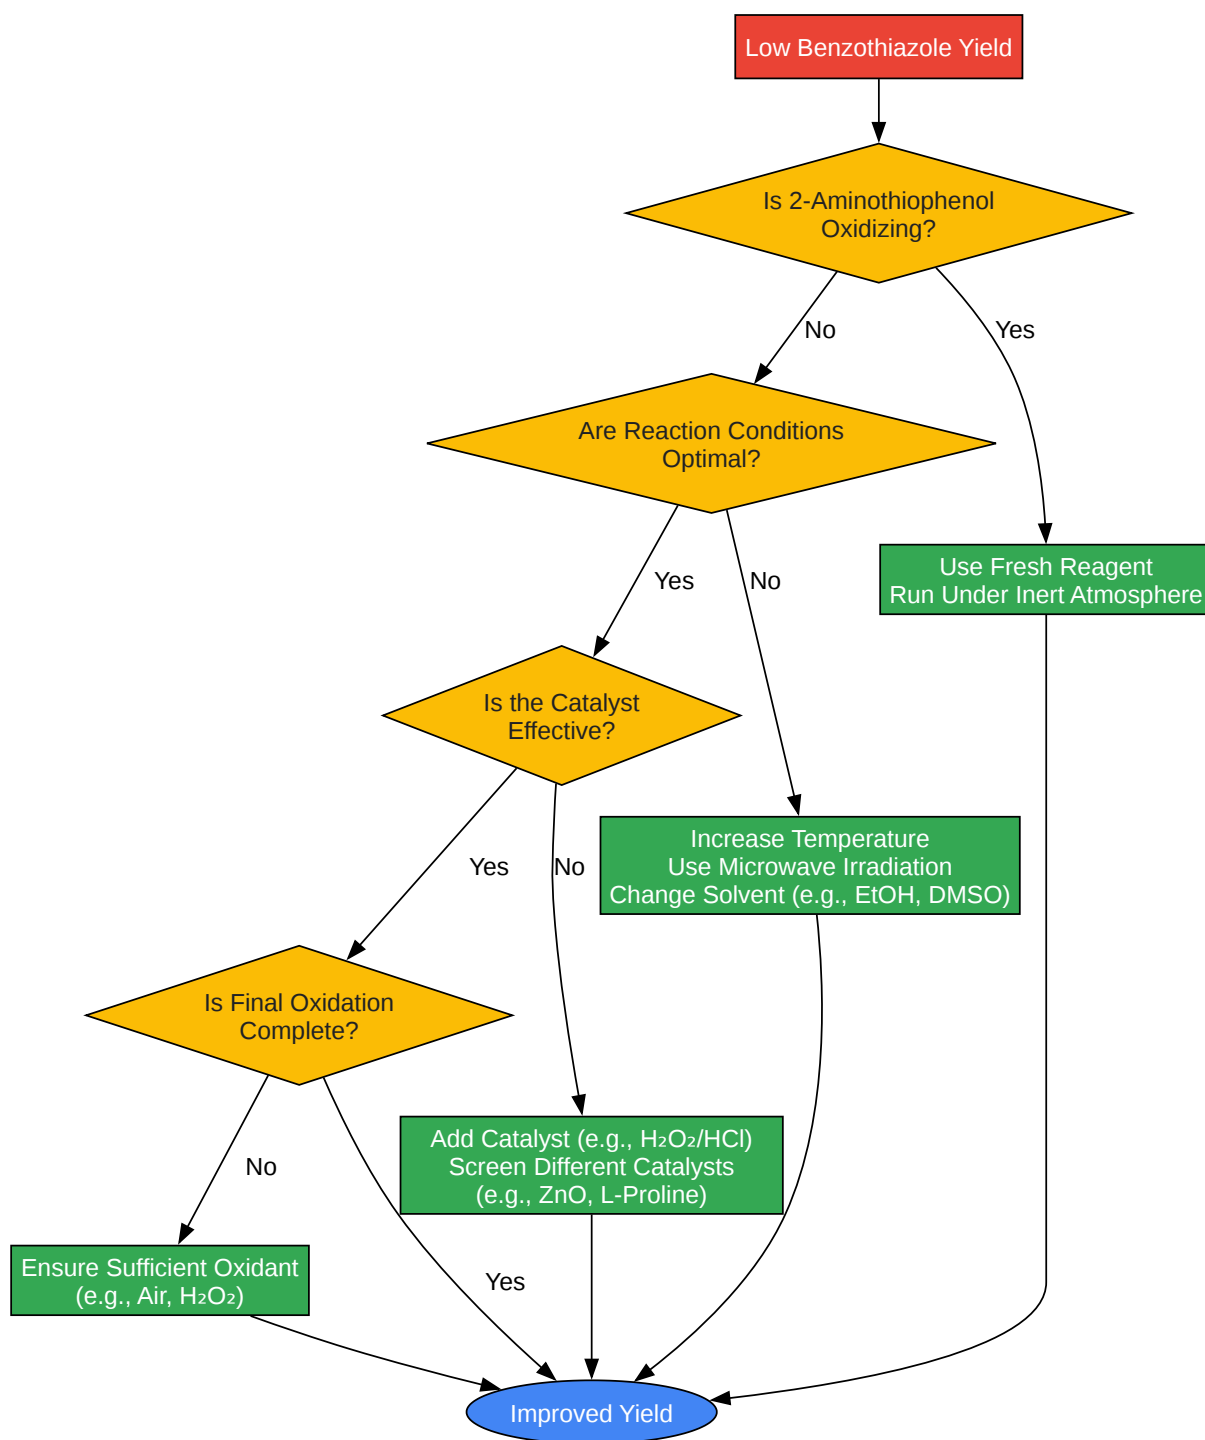 Low Benzothiazole Yield
Is 2-Aminothiophenol
Oxidizing?
No
Yes
Are Reaction Conditions
Optimal?
Yes
No
Use Fresh Reagent
Run Under Inert Atmosphere
Is the Catalyst
Effective?
Yes
No
Increase Temperature
Use Microwave Irradiation
Change Solvent (e.g., EtOH, DMSO)
Is Final Oxidation
Complete?
No
Yes
Add Catalyst (e.g., H₂O₂/HCl)
Screen Different Catalysts
(e.g., ZnO, L-Proline)
Ensure Sufficient Oxidant
(e.g., Air, H₂O₂)
Improved Yield